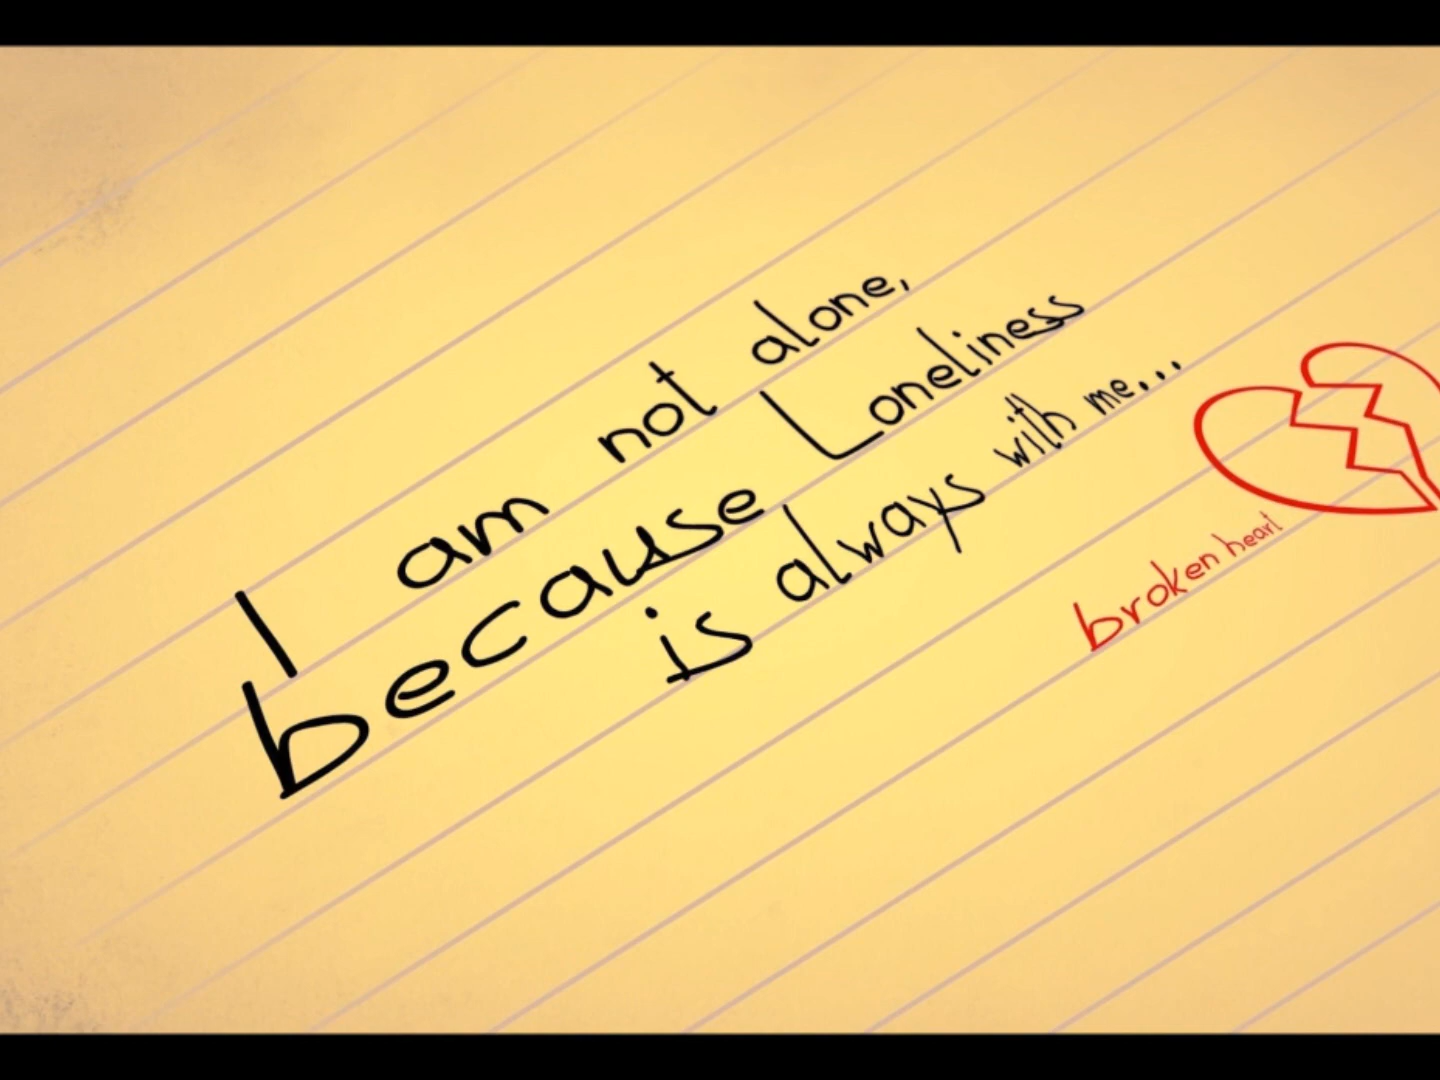 I am not alone,
because Loneliness
is always with me...
broken heart